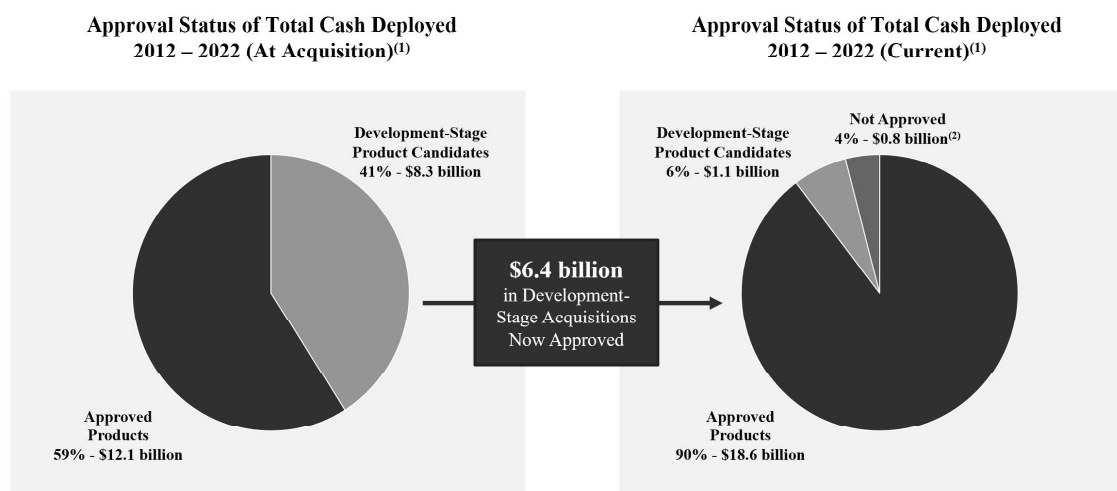 Approval Status of Total Cash Deployed
2012 – 2022 (At Acquisition)(1)
Development-Stage
Product Candidates
41% - $8.3 billion
Approved
Products
59% - $12.1 billion
$6.4 billion
in Development-
Stage Acquisitions
Now Approved
Approval Status of Total Cash Deployed
2012 – 2022 (Current)(1)
Not Approved
4% - $0.8 billion(2)
Development-Stage
Product Candidates
6% - $1.1 billion
Approved
Products
90% - $18.6 billion